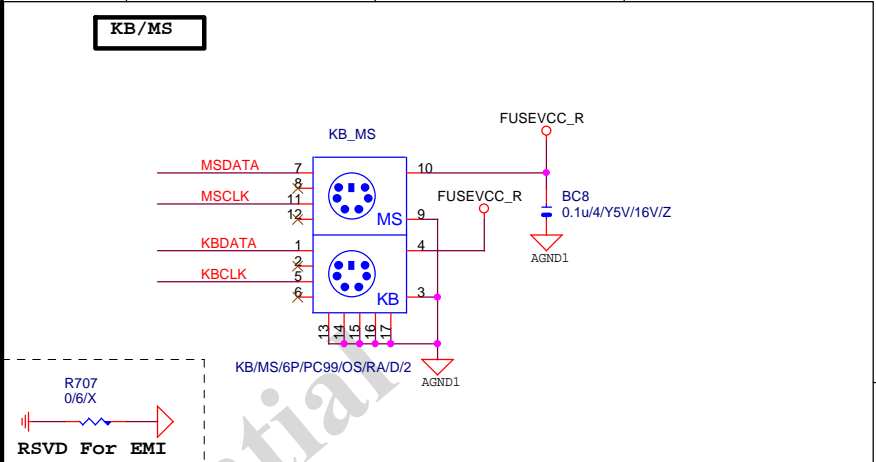 KB/MS
FUSEVCC_R
KB_MS
MSDATA 7 10
8 FUSEVCC_R BC8
MSCLK 11 0.1u/4/Y5V/16V/Z
12 MS 9
KBDATA 1 4 AGND1
2
KBCLK 5
6 KB 3
13 14 15 16 17
KB/MS/6P/PC99/OS/RA/D/2
AGND1
R707
0/6/X
RSVD For EMI
ntial